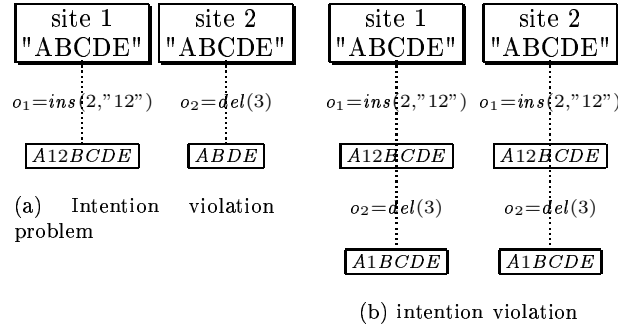 site 1
"ABCDE"
site 2
"ABCDE"
o₁=ins(2,"12")
o₂=del(3)
A12BCDE
ABDE
(a) Intention violation
problem
site 1
"ABCDE"
site 2
"ABCDE"
o₁=ins(2,"12")
o₁=ins(2,"12")
A12BCDE
A12BCDE
o₂=del(3)
o₂=del(3)
A1BCDE
A1BCDE
(b) intention violation